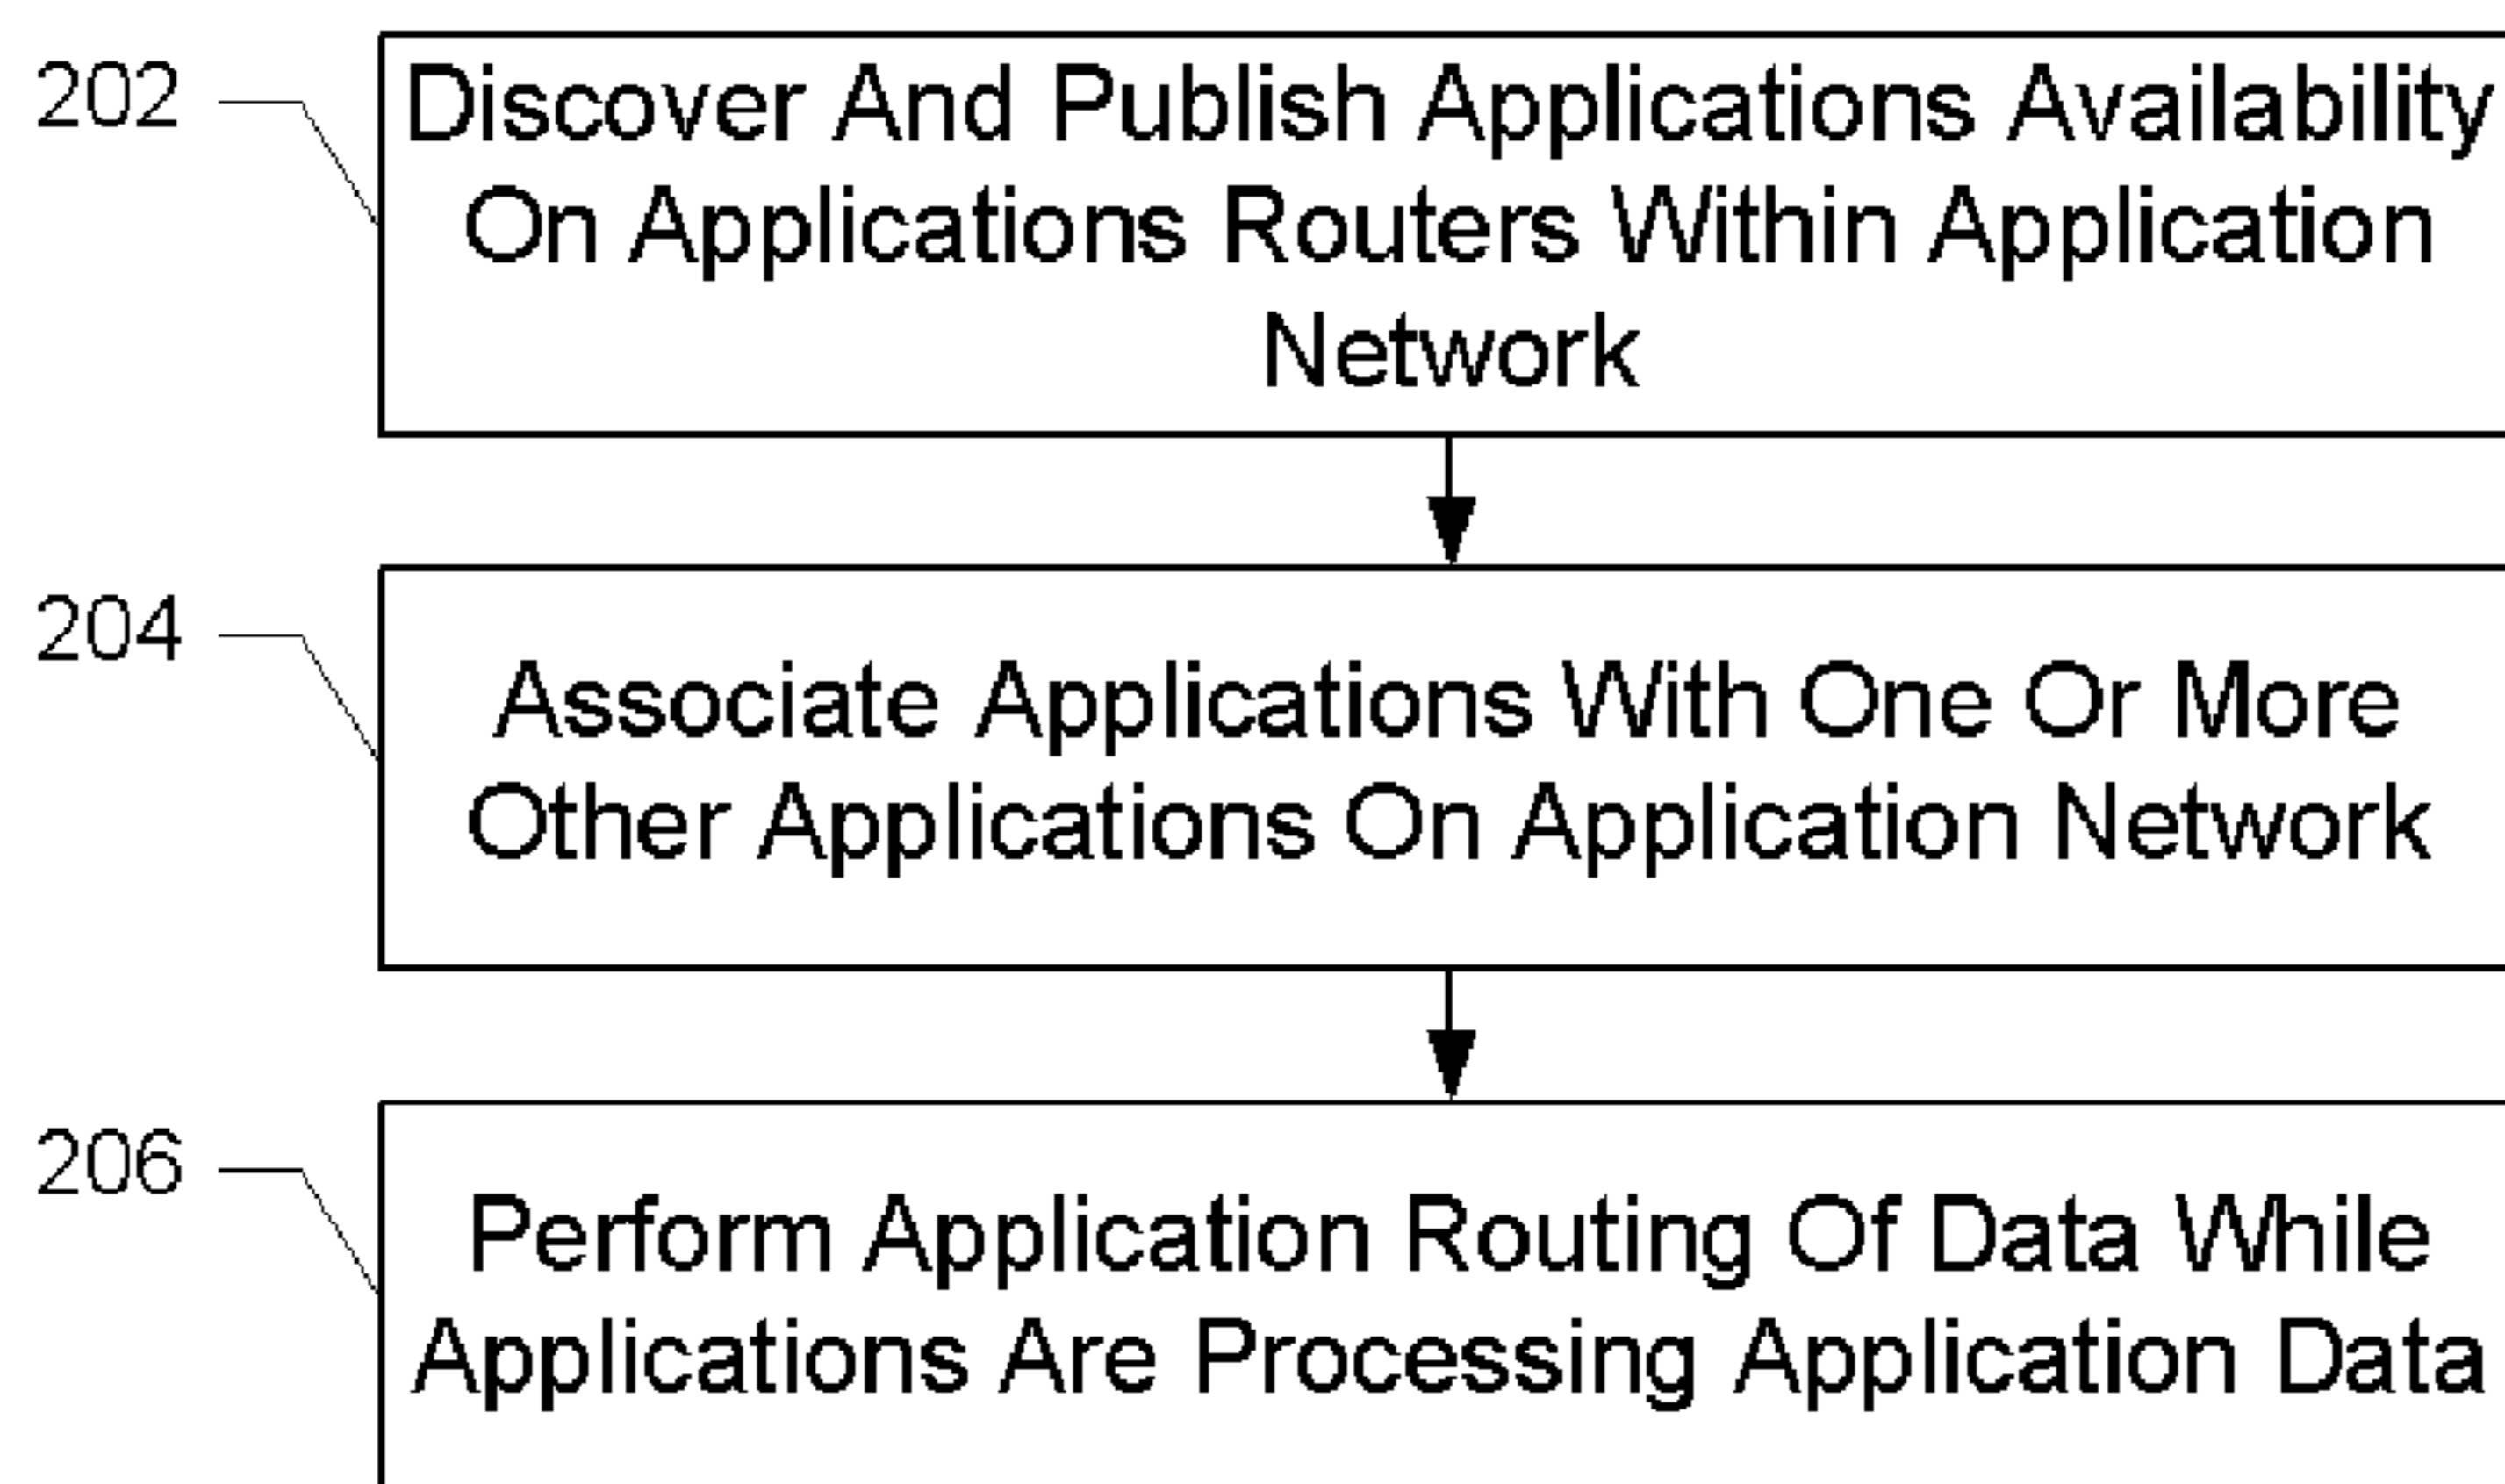 202
Discover And Publish Applications Availability
On Applications Routers Within Application
Network
204
Associate Applications With One Or More
Other Applications On Application Network
206
Perform Application Routing Of Data While
Applications Are Processing Application Data